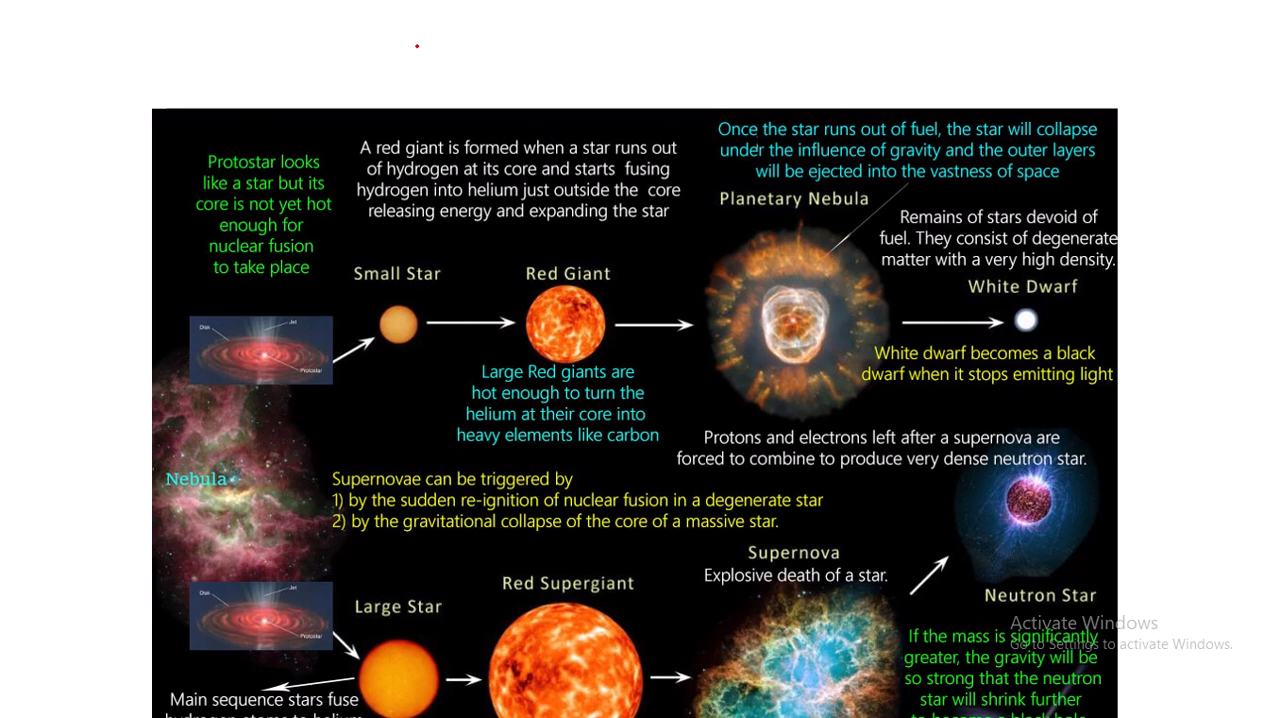 Once the star runs out of fuel, the star will collapse
under the influence of gravity and the outer layers
will be ejected into the vastness of space
A red giant is formed when a star runs out
of hydrogen at its core and starts fusing
hydrogen into helium just outside the core
releasing energy and expanding the star
Protostar looks
like a star but its
core is not yet hot
enough for
nuclear fusion
to take place
Planetary Nebula
Remains of stars devoid of
fuel. They consist of degenerate
matter with a very high density.
Small Star
Red Giant
White Dwarf
Disk
Jet
Protostar
White dwarf becomes a black
dwarf when it stops emitting light
Large Red giants are
hot enough to turn the
helium at their core into
heavy elements like carbon
Protons and electrons left after a supernova are
forced to combine to produce very dense neutron star.
Nebula
Supernovae can be triggered by
1) by the sudden re-ignition of nuclear fusion in a degenerate star
2) by the gravitational collapse of the core of a massive star.
Supernova
Explosive death of a star.
Red Supergiant
Large Star
Neutron Star
Disk
Jet
Protostar
Activate Windows
Go to Settings to activate Windows.
If the mass is significantly
greater, the gravity will be
so strong that the neutron
star will shrink further
to become a black hole
Main sequence stars fuse
hydrogen atoms to helium